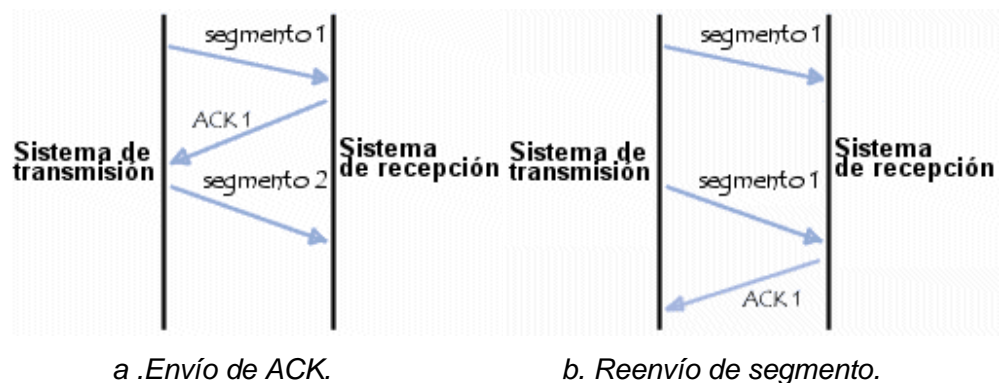 segmento 1
ACK 1
Sistema de
transmisión
Sistema
de recepción
segmento 2
segmento 1
Sistema de
transmisión
Sistema
de recepción
segmento 1
ACK 1
a .Envío de ACK.
b. Reenvío de segmento.